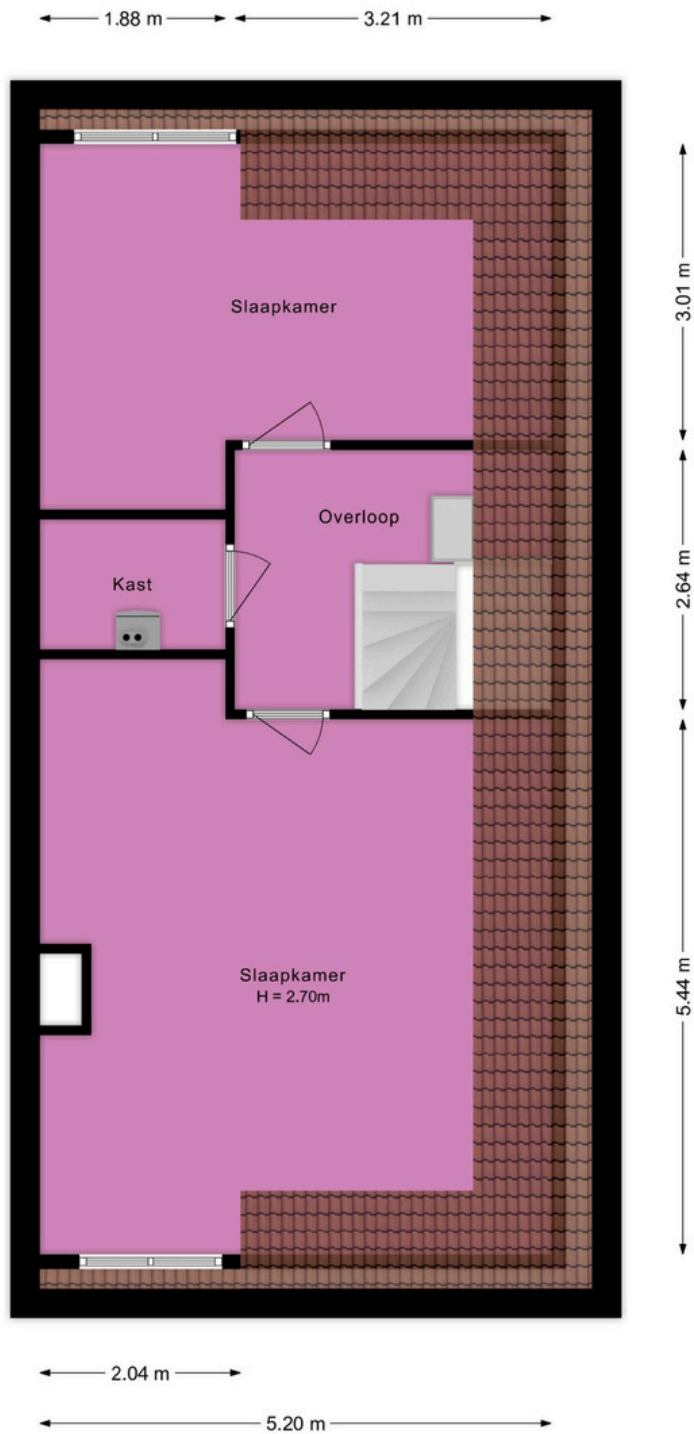 1.88 m
3.21 m
3.01 m
Slaapkamer
Overloop
2.64 m
Kast
5.44 m
Slaapkamer
H = 2.70m
2.04 m
5.20 m